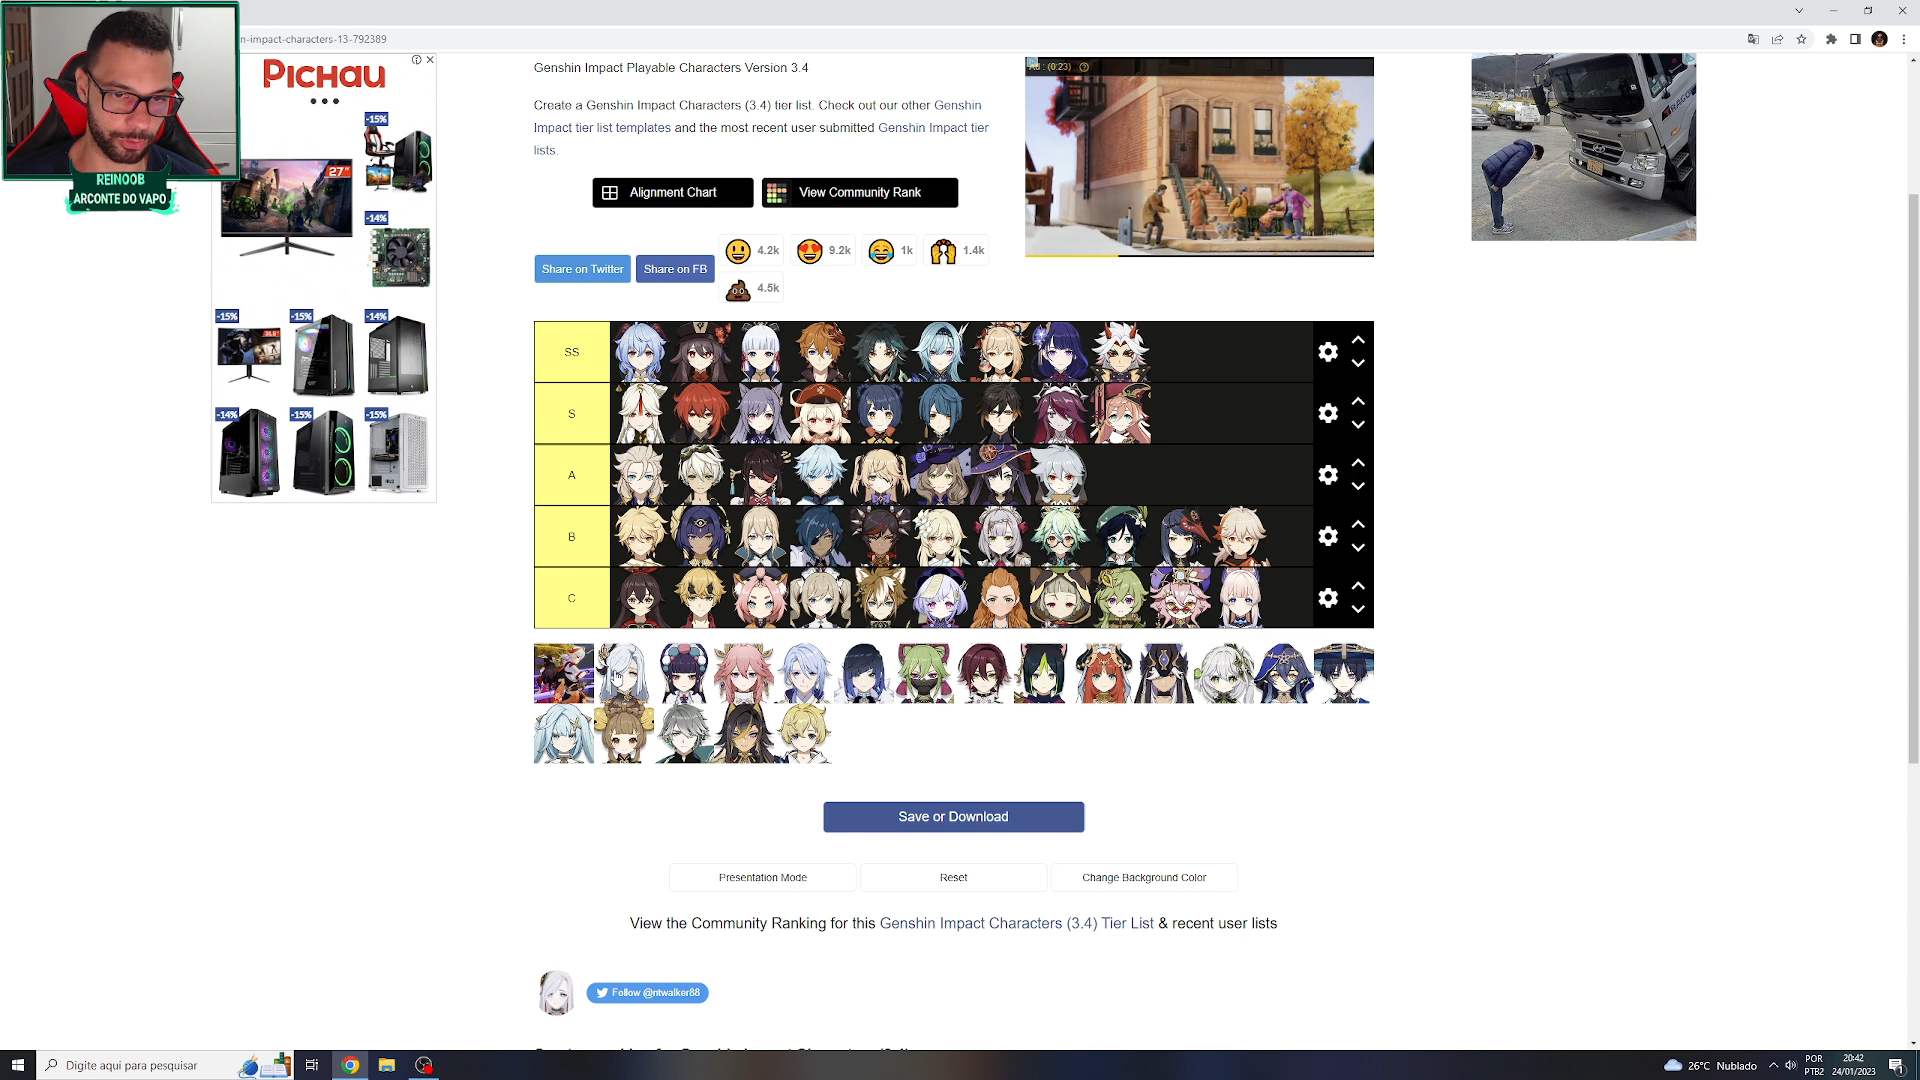 n-impact-characters-13-792389
REINOOB
ARCONTE DO VAPO
PICHAU
-15%
27"
-14%
-15%
-15%
-14%
-14%
-15%
-15%
Genshin Impact Playable Characters Version 3.4
Create a Genshin Impact Characters (3.4) tier list. Check out our other Genshin
Impact tier list templates and the most recent user submitted Genshin Impact tier
lists.
Alignment Chart
View Community Rank
Share on Twitter
Share on FB
4.2k
9.2k
1k
1.4k
4.5k
Ad : (0:23)
SS
S
A
B
C
Save or Download
Presentation Mode
Reset
Change Background Color
View the Community Ranking for this Genshin Impact Characters (3.4) Tier List & recent user lists
Follow @ntwalker88
Digite aqui para pesquisar
26°C Nublado
POR
PTB2
20:42
24/01/2023
1